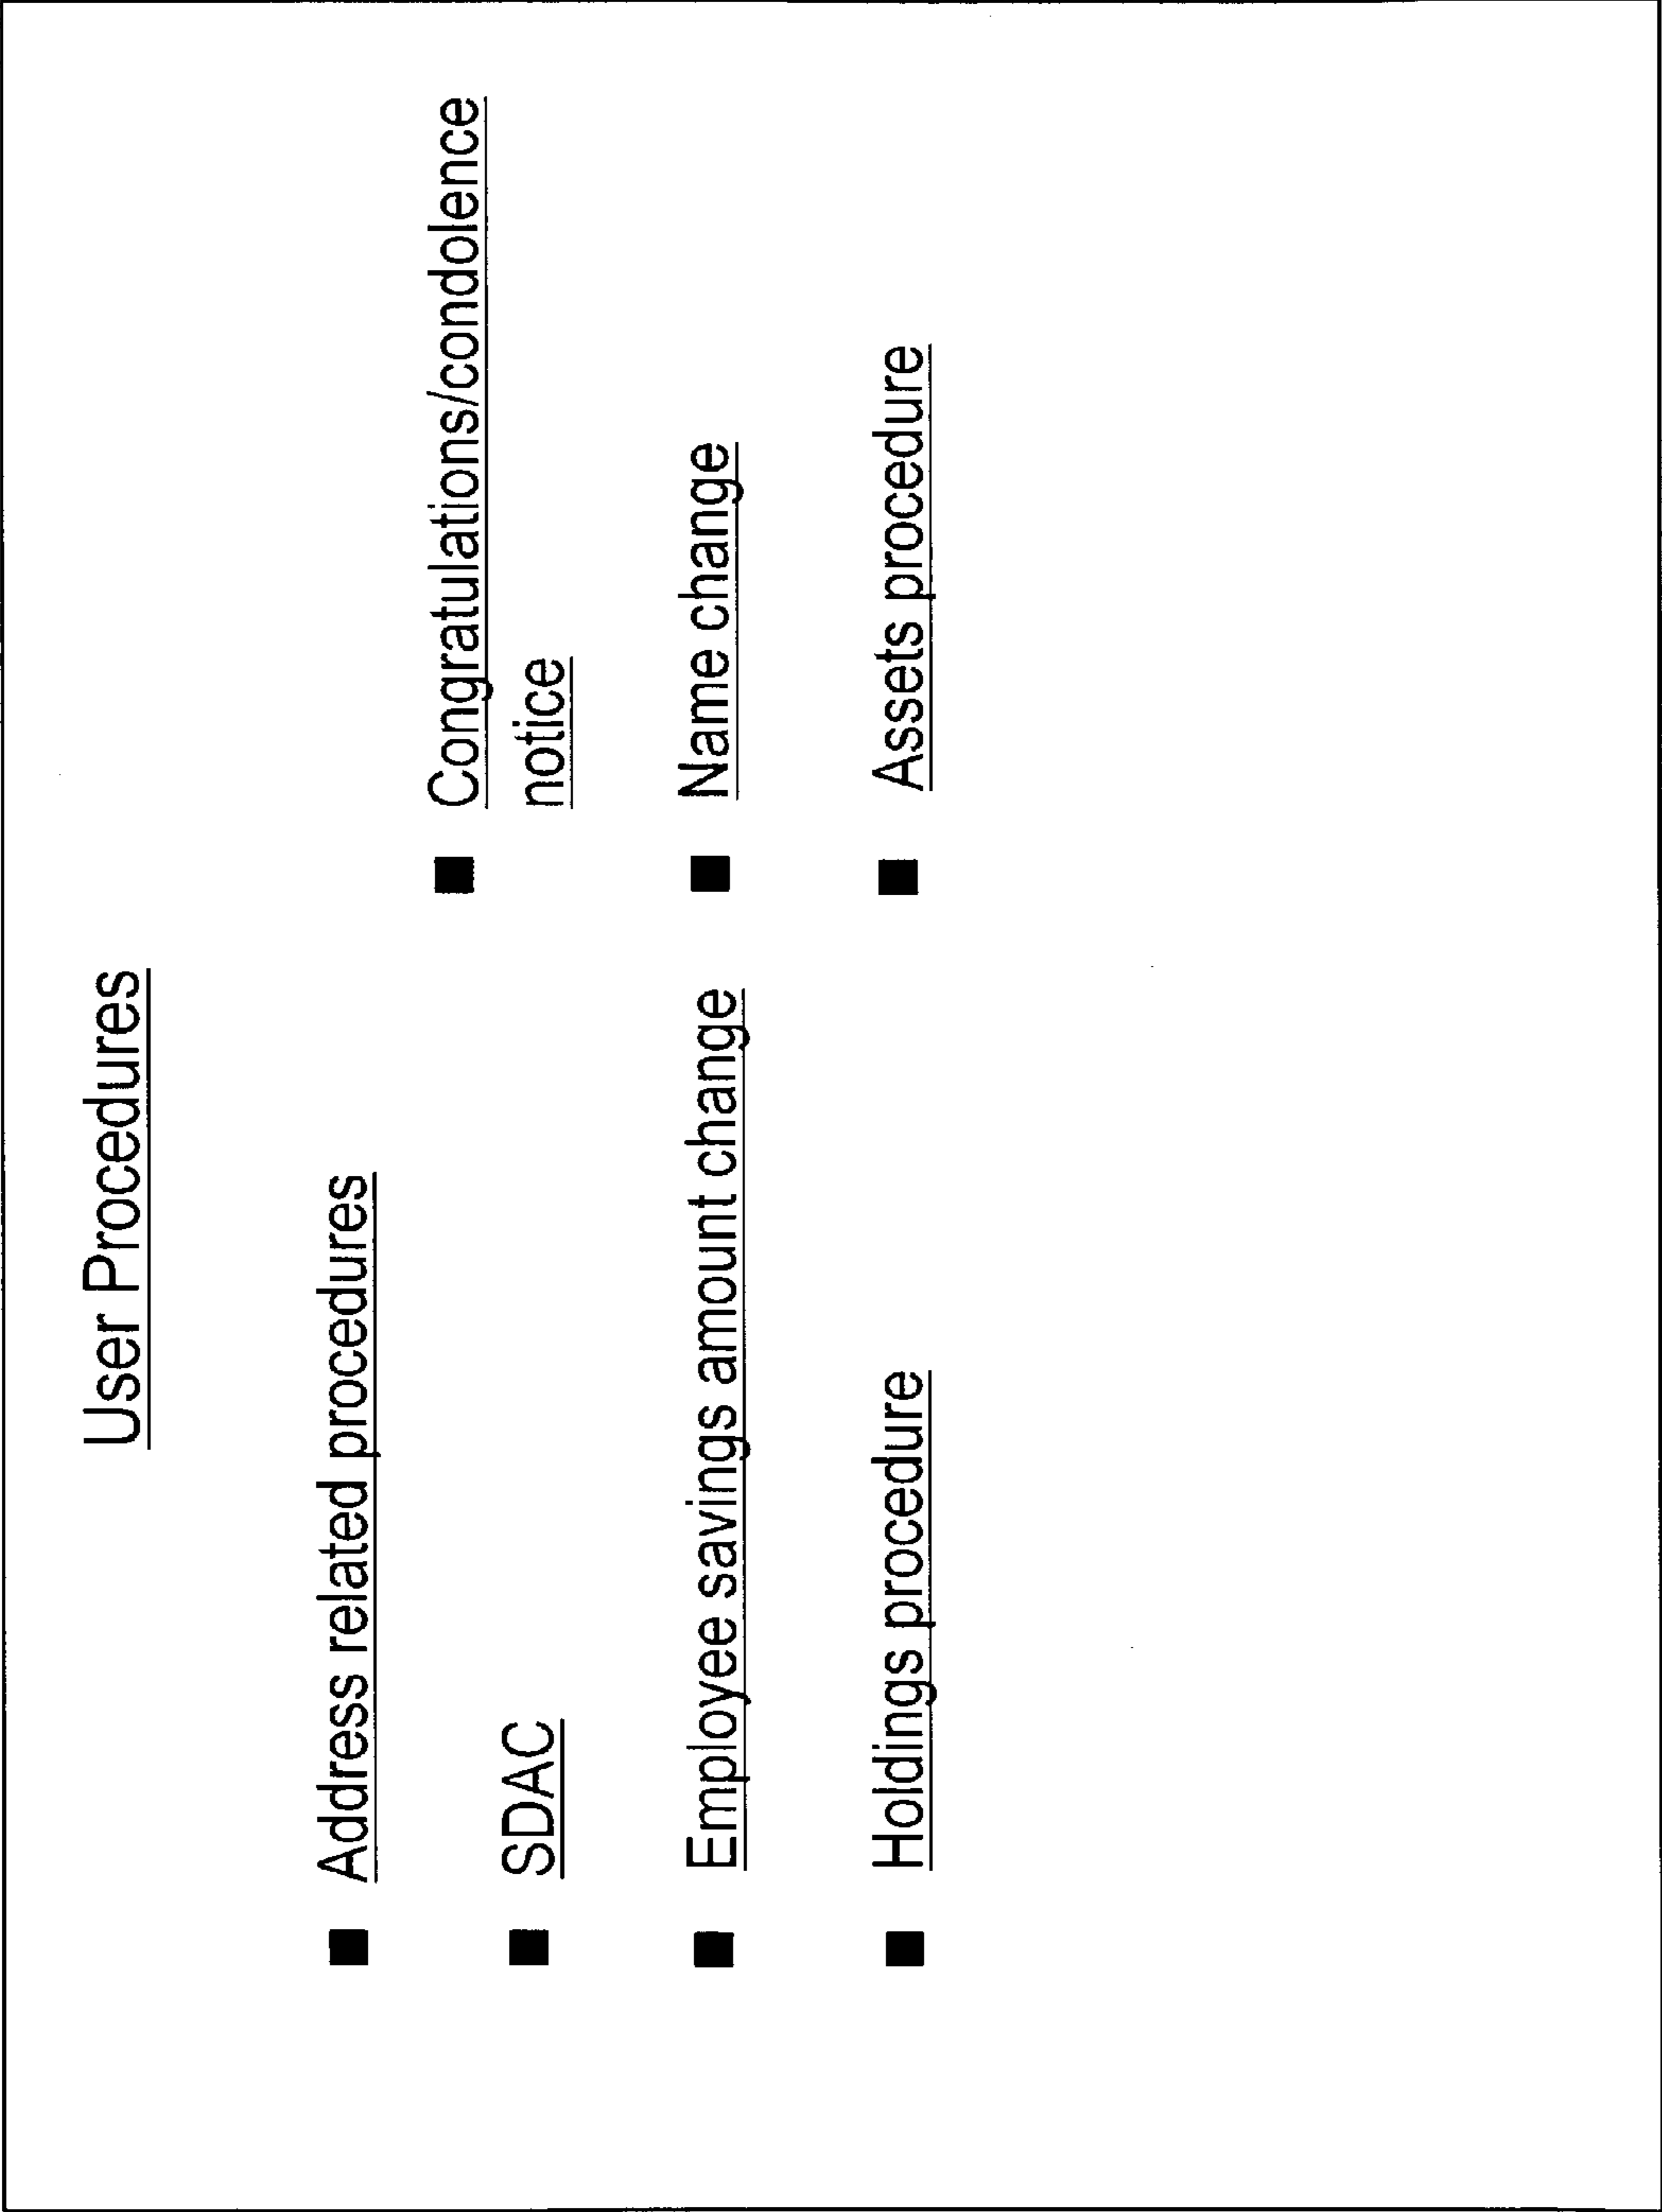 User Procedures
■ Address related procedures
■ SDAC
■ Employee savings amount change
■ Holdings procedure
■ Congratulations/condolence
notice
■ Name change
■ Assets procedure